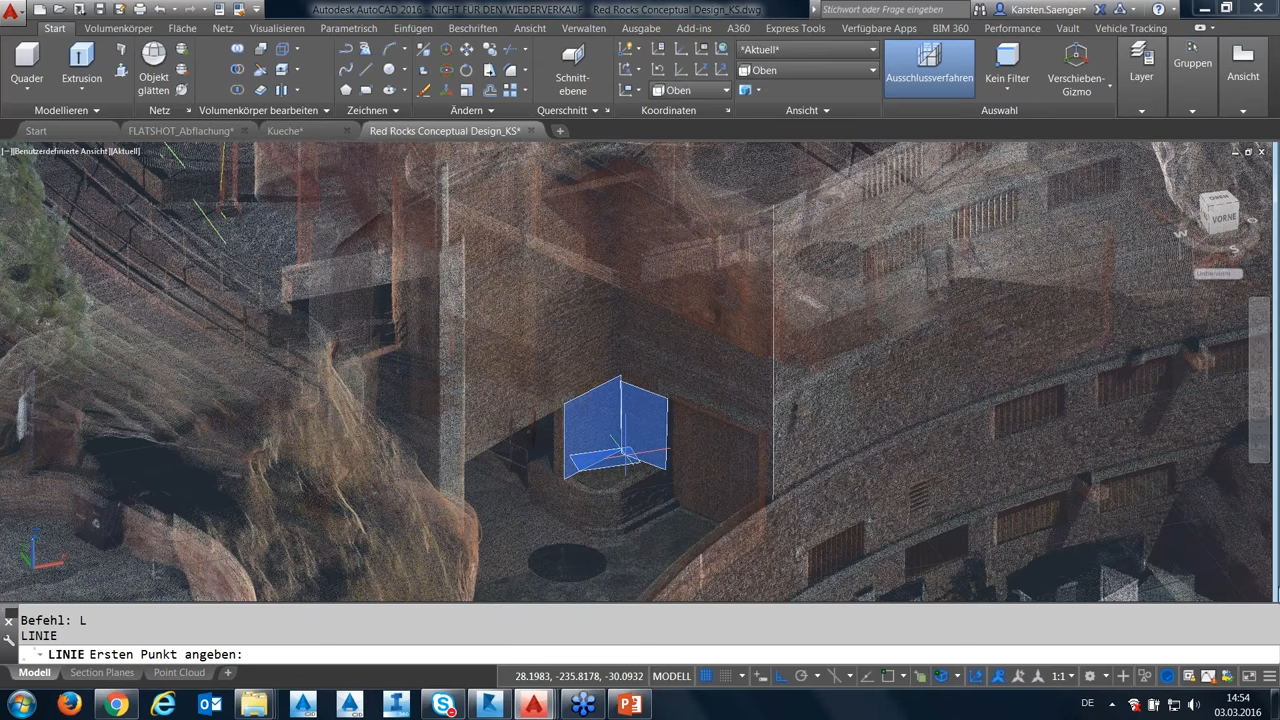 Autodesk AutoCAD 2016 - NICHT FÜR DEN WIEDERVERKAUF - Red Rocks Conceptual Design_KS.dwg
Stichwort oder Frage eingeben
Karsten.Saenger
Start Volumenkörper Fläche Netz Visualisieren Parametrisch Einfügen Beschriften Ansicht Verwalten Ausgabe Add-ins A360 Express Tools Verfügbare Apps BIM 360 Performance Vault Vehicle Tracking
Quader
Extrusion
Objekt glätten
Schnitt-
ebene
*Aktuell*
Oben
Oben
Ausschlussverfahren
Kein Filter
Verschieben-
Gizmo
Layer
Gruppen
Ansicht
Modellieren
Netz
Volumenkörper bearbeiten
Zeichnen
Ändern
Querschnitt
Koordinaten
Ansicht
Auswahl
Start FLATSHOT_Abflachung* Kueche* Red Rocks Conceptual Design_KS*
[−][Benutzerdefinierte Ansicht][Aktuell]
OBEN
VORNE
W
S
Unbenannt
Befehl: L
LINIE
LINIE Ersten Punkt angeben:
Modell Section Planes Point Cloud
28.1983, -235.8178, -30.0932 MODELL 1:1
DE
14:54
03.03.2016